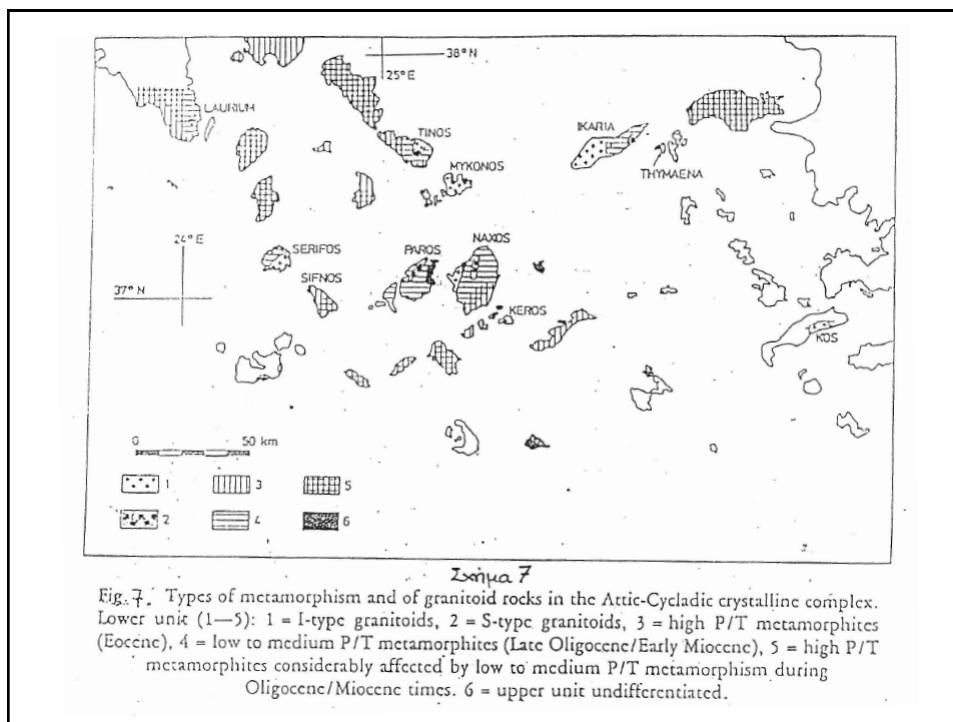 38° N
25° E
LAURIUM
TINOS
IKARIA
MYKONOS
THYMAENA
24° E
SERIFOS
PAROS
NAXOS
SIFNOS
37° N
KEROS
KOS
0 50 km
1 3 5
2 4 6
Σχήμα 7
Fig. 7. Types of metamorphism and of granitoid rocks in the Attic-Cycladic crystalline complex.
Lower unit (1—5): 1 = I-type granitoids, 2 = S-type granitoids, 3 = high P/T metamorphites
(Eocene), 4 = low to medium P/T metamorphites (Late Oligocene/Early Miocene), 5 = high P/T
metamorphites considerably affected by low to medium P/T metamorphism during
Oligocene/Miocene times. 6 = upper unit undifferentiated.